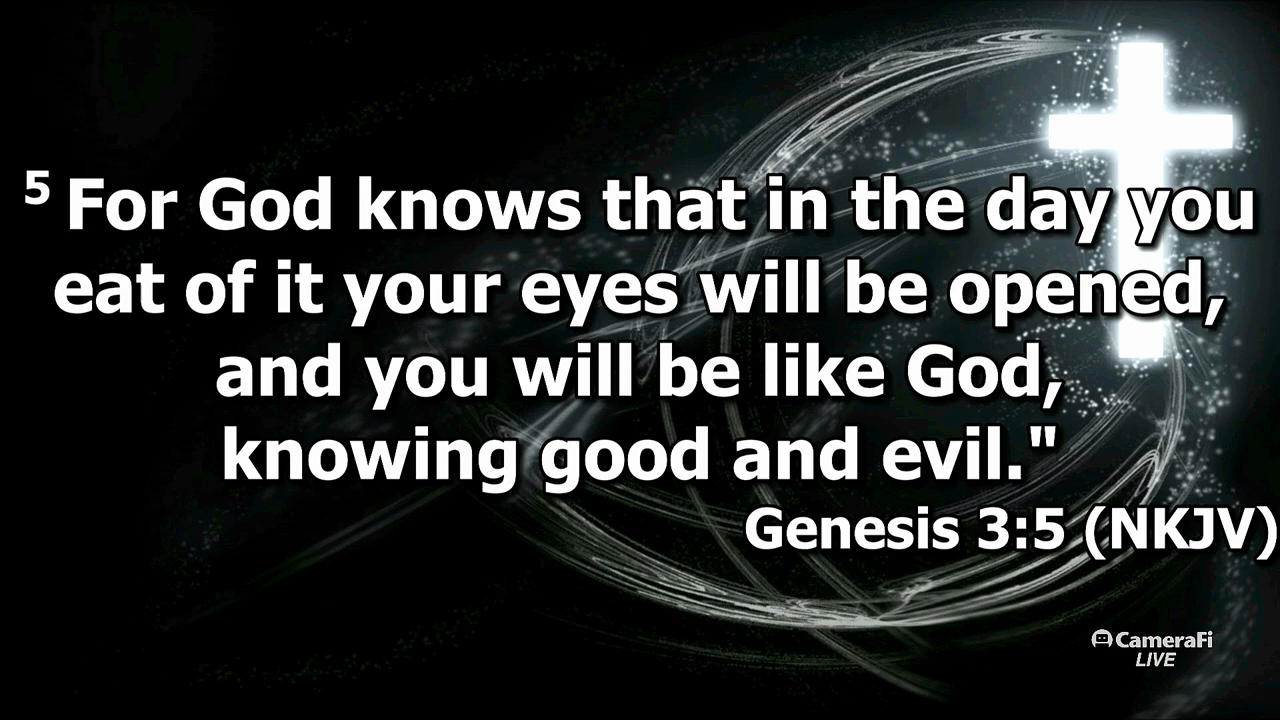 5 For God knows that in the day you
eat of it your eyes will be opened,
and you will be like God,
knowing good and evil."
Genesis 3:5 (NKJV)
CameraFi
LIVE